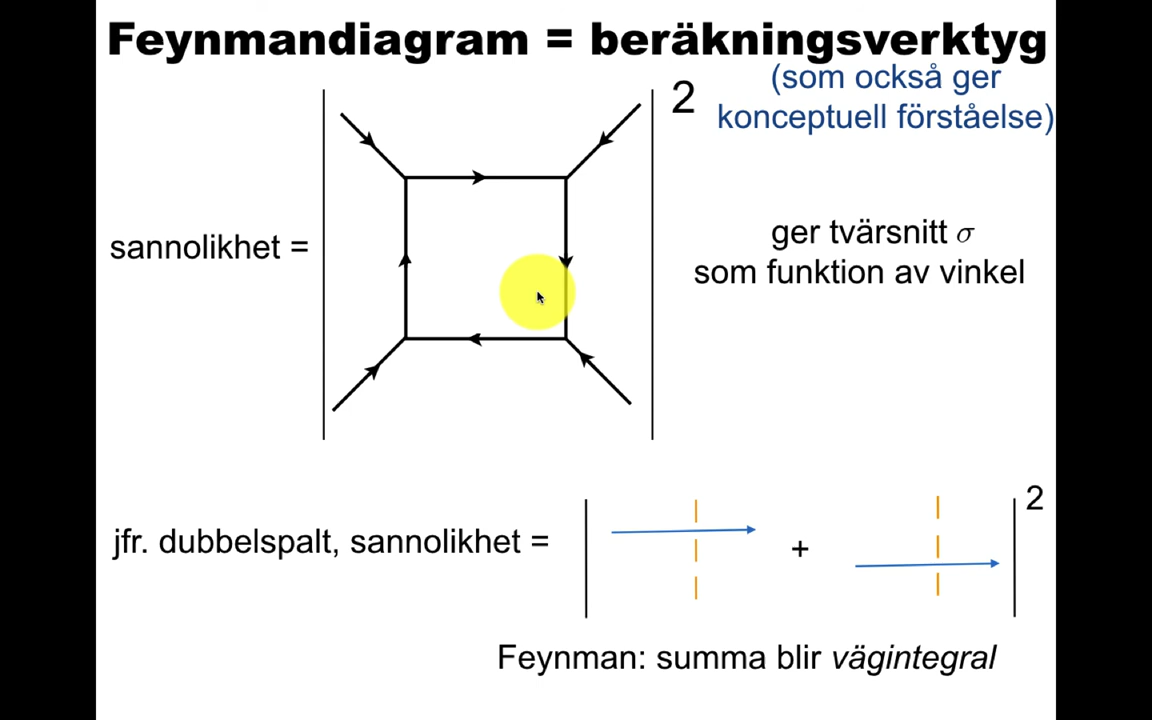 Feynmandiagram = beräkningsverktyg
(som också ger
konceptuell förståelse)
2
sannolikhet =
ger tvärsnitt σ
som funktion av vinkel
2
jfr. dubbelspalt, sannolikhet =
+
Feynman: summa blir vägintegral